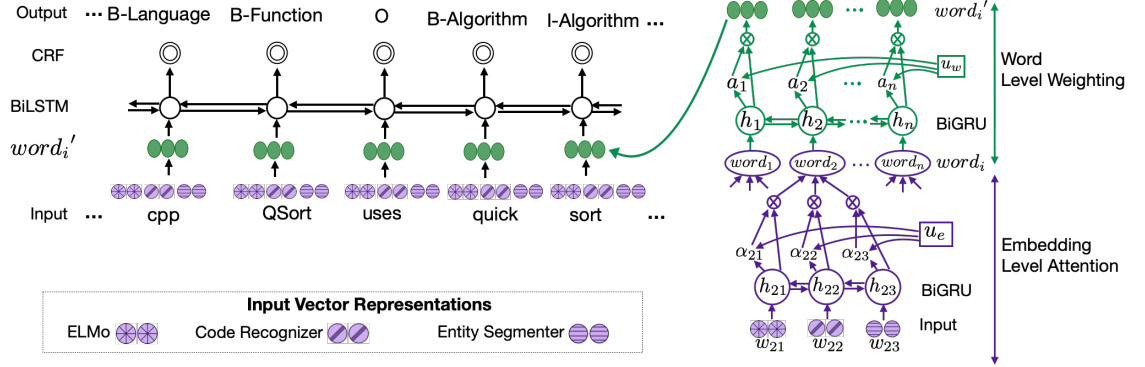 Output ... B-Language B-Function O B-Algorithm I-Algorithm ...
CRF
BiLSTM
word_i'
Input ... cpp QSort uses quick sort ...
Input Vector Representations
ELMo Code Recognizer Entity Segmenter
... word_i'
u_w
Word
Level Weighting
a_1 a_2 ... a_n
h_1 h_2 ... h_n BiGRU
word_1 word_2 ... word_n word_i
u_e
α_21 α_22 α_23
Embedding
Level Attention
h_21 h_22 h_23 BiGRU
Input
w_21 w_22 w_23